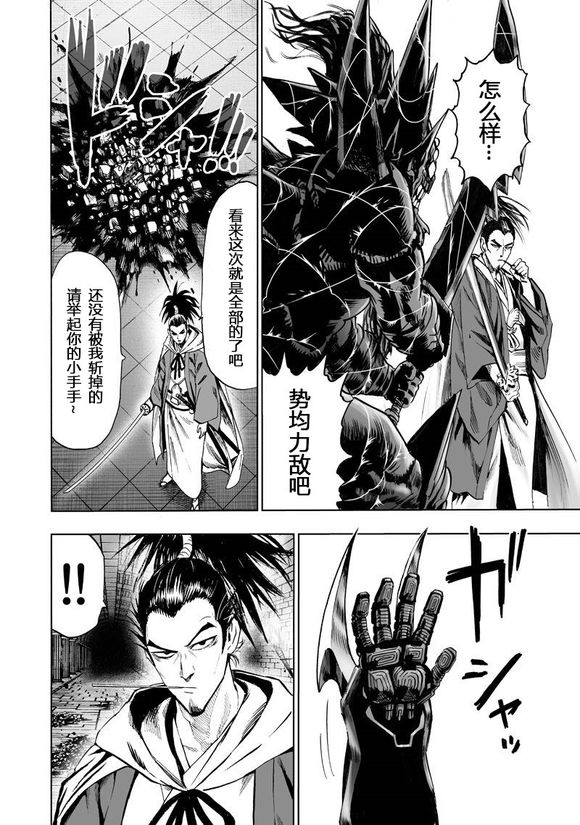 怎么样…
势均力敌吧
ドシャ!!!
看来这次就是全部的了吧
还没有被我斩掉的
请举起你的小手手~
ガシャッ
!!